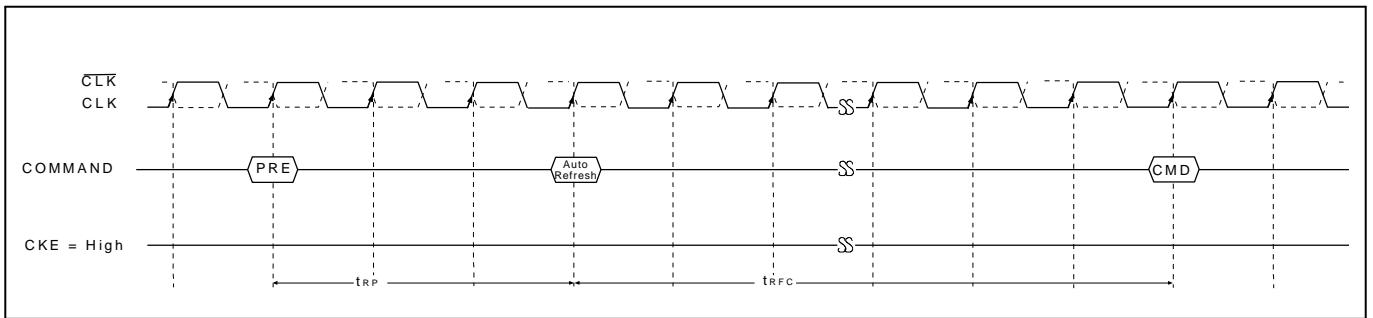 CLK
CLK
COMMAND
PRE
Auto
Refresh
CMD
CKE = High
tRP
tRFC